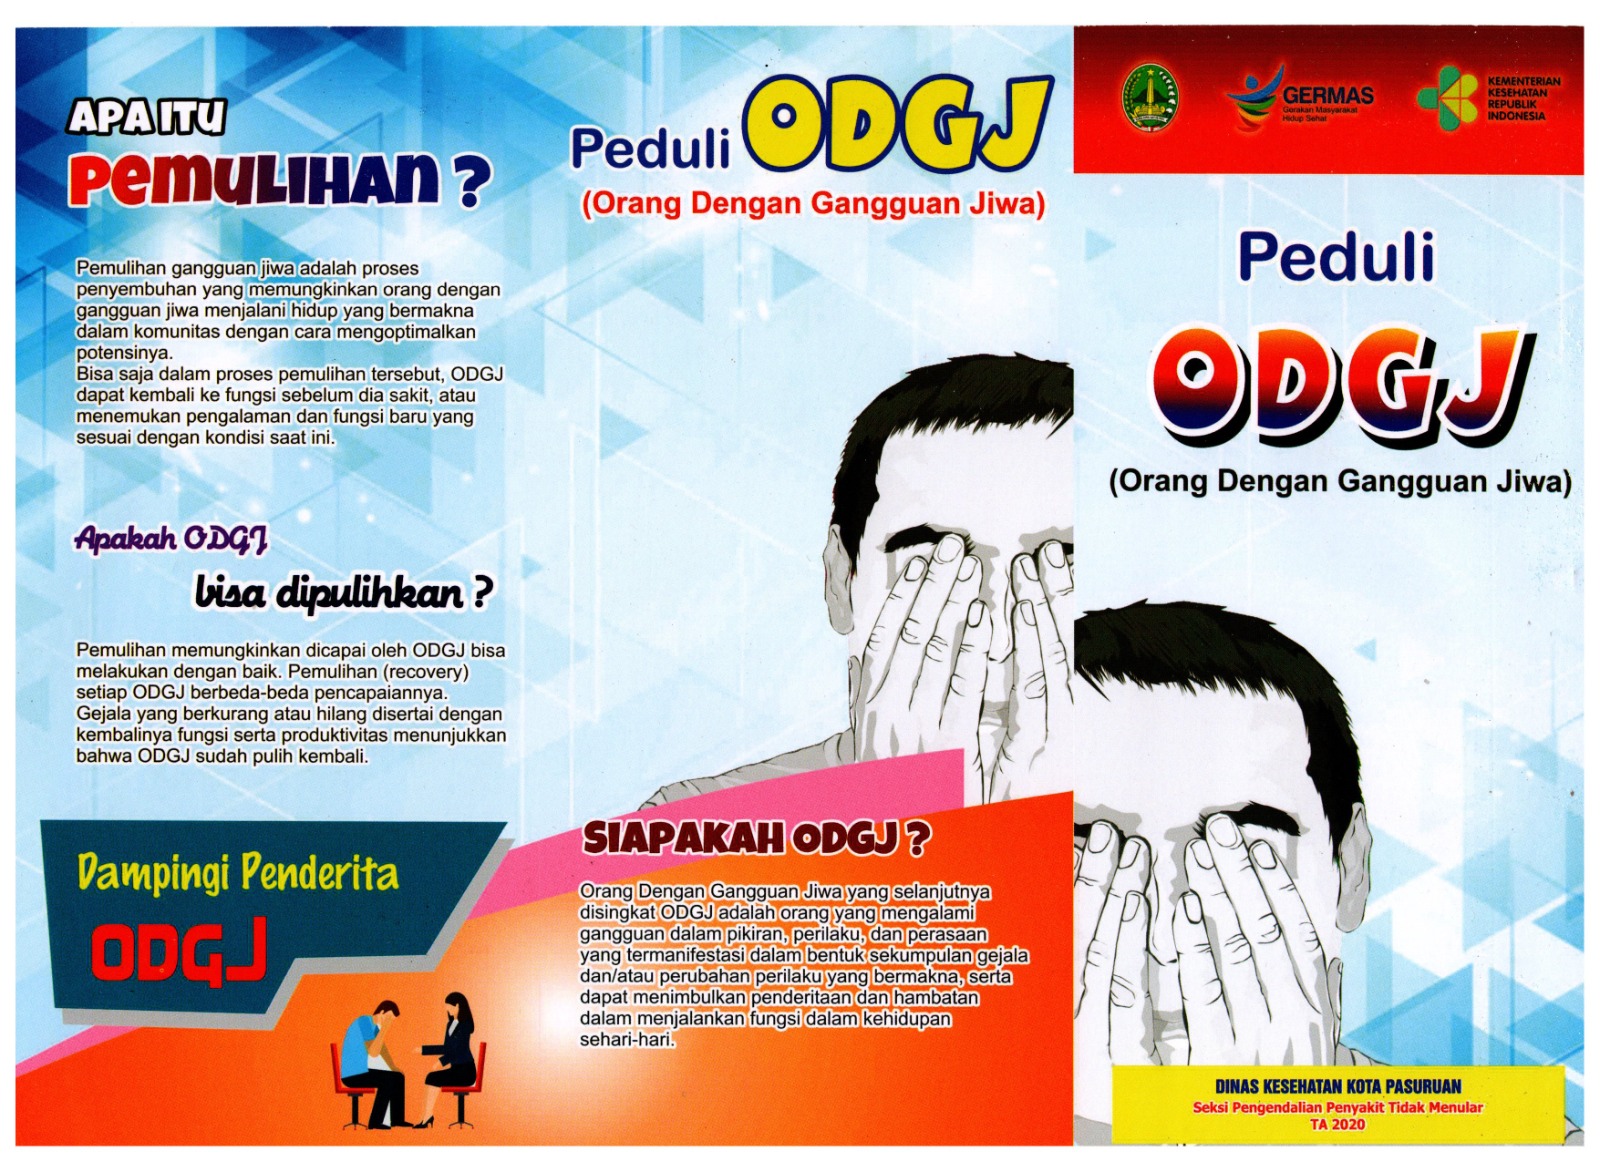 APA ITU
PEMULIHAN ?
Pemulihan gangguan jiwa adalah proses
penyembuhan yang memungkinkan orang dengan
gangguan jiwa menjalani hidup yang bermakna
dalam komunitas dengan cara mengoptimalkan
potensinya.
Bisa saja dalam proses pemulihan tersebut, ODGJ
dapat kembali ke fungsi sebelum dia sakit, atau
menemukan pengalaman dan fungsi baru yang
sesuai dengan kondisi saat ini.
Apakah ODGJ
bisa dipulihkan ?
Pemulihan memungkinkan dicapai oleh ODGJ bisa
melakukan dengan baik. Pemulihan (recovery)
setiap ODGJ berbeda-beda pencapaiannya.
Gejala yang berkurang atau hilang disertai dengan
kembalinya fungsi serta produktivitas menunjukkan
bahwa ODGJ sudah pulih kembali.
Dampingi Penderita
ODGJ
Peduli ODGJ
(Orang Dengan Gangguan Jiwa)
SIAPAKAH ODGJ ?
Orang Dengan Gangguan Jiwa yang selanjutnya
disingkat ODGJ adalah orang yang mengalami
gangguan dalam pikiran, perilaku, dan perasaan
yang termanifestasi dalam bentuk sekumpulan gejala
dan/atau perubahan perilaku yang bermakna, serta
dapat menimbulkan penderitaan dan hambatan
dalam menjalankan fungsi dalam kehidupan
sehari-hari.
GERMAS
Gerakan Masyarakat
Hidup Sehat
KEMENTERIAN
KESEHATAN
REPUBLIK
INDONESIA
Peduli
ODGJ
(Orang Dengan Gangguan Jiwa)
DINAS KESEHATAN KOTA PASURUAN
Seksi Pengendalian Penyakit Tidak Menular
TA 2020